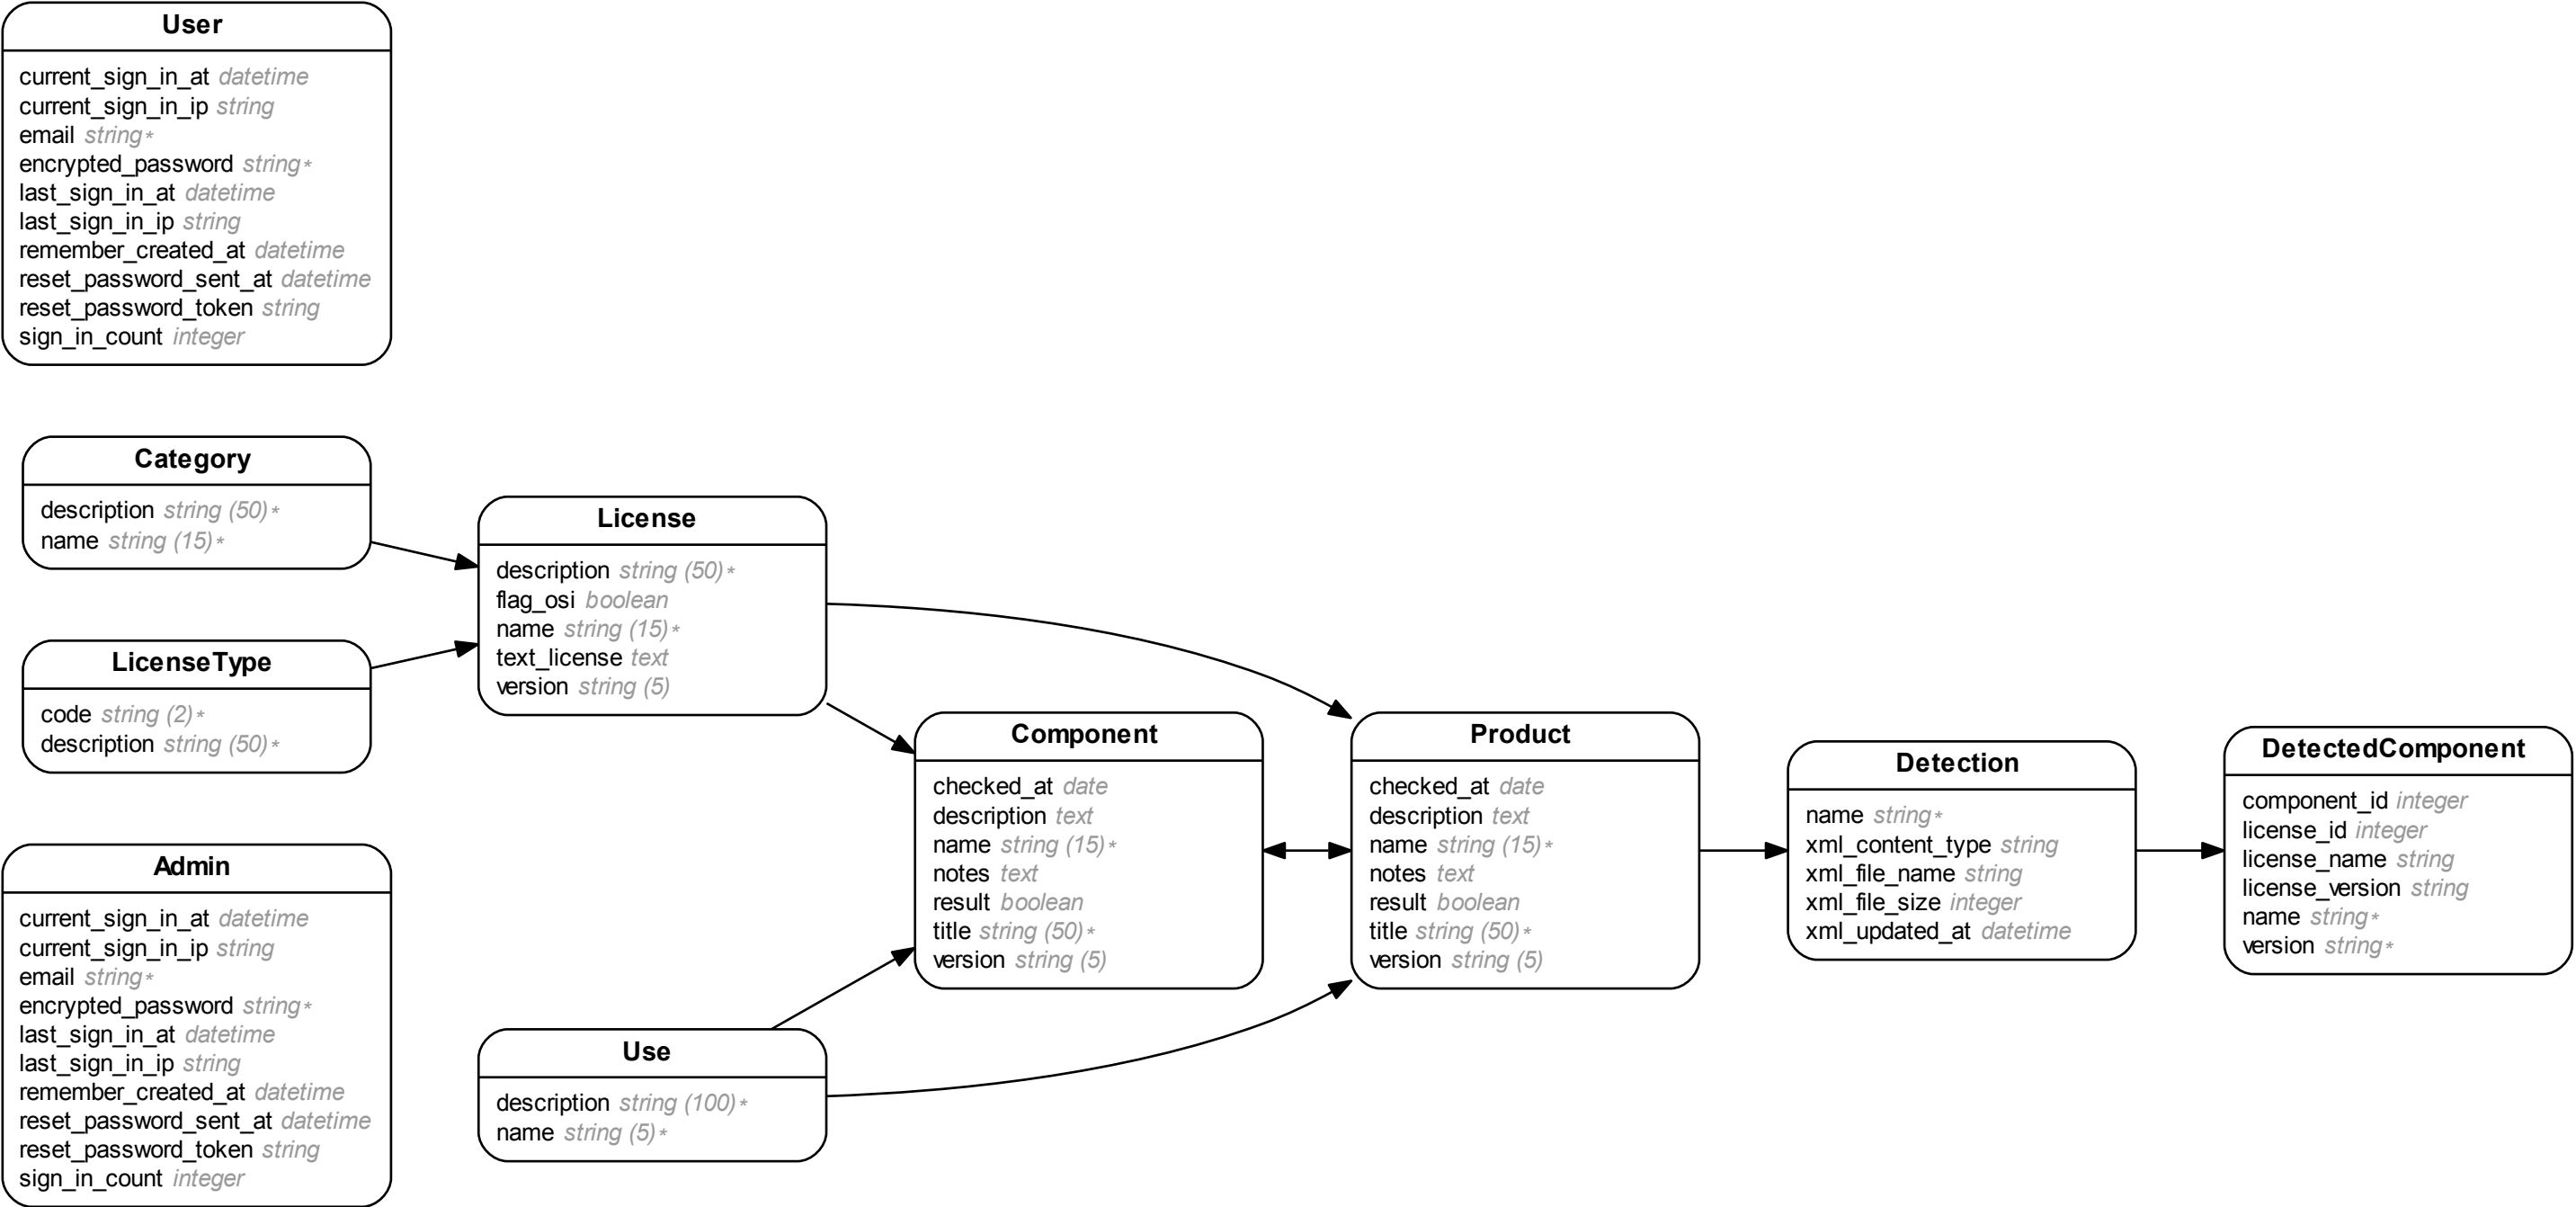 User
current_sign_in_at datetime
current_sign_in_ip string
email string*
encrypted_password string*
last_sign_in_at datetime
last_sign_in_ip string
remember_created_at datetime
reset_password_sent_at datetime
reset_password_token string
sign_in_count integer
Category
description string (50)*
name string (15)*
LicenseType
code string (2)*
description string (50)*
Admin
current_sign_in_at datetime
current_sign_in_ip string
email string*
encrypted_password string*
last_sign_in_at datetime
last_sign_in_ip string
remember_created_at datetime
reset_password_sent_at datetime
reset_password_token string
sign_in_count integer
License
description string (50)*
flag_osi boolean
name string (15)*
text_license text
version string (5)
Use
description string (100)*
name string (5)*
Component
checked_at date
description text
name string (15)*
notes text
result boolean
title string (50)*
version string (5)
Product
checked_at date
description text
name string (15)*
notes text
result boolean
title string (50)*
version string (5)
Detection
name string*
xml_content_type string
xml_file_name string
xml_file_size integer
xml_updated_at datetime
DetectedComponent
component_id integer
license_id integer
license_name string
license_version string
name string*
version string*